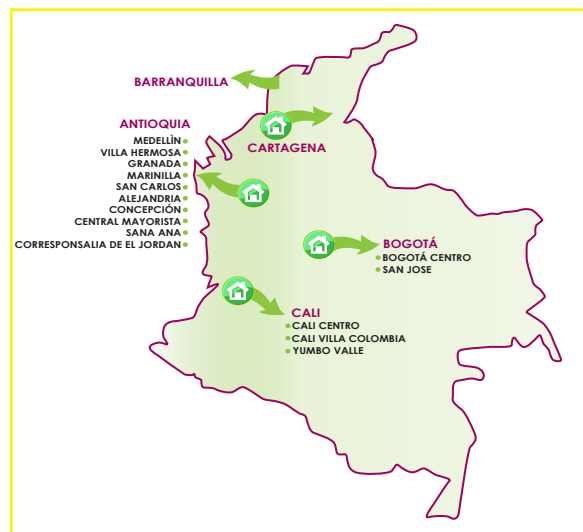 BARRANQUILLA
ANTIOQUIA
MEDELLÌN
VILLA HERMOSA
GRANADA
MARINILLA
SAN CARLOS
ALEJANDRIA
CONCEPCIÓN
CENTRAL MAYORISTA
SANA ANA
CORRESPONSALIA DE EL JORDAN
CARTAGENA
BOGOTÁ
BOGOTÁ CENTRO
SAN JOSE
CALI
CALI CENTRO
CALI VILLA COLOMBIA
YUMBO VALLE